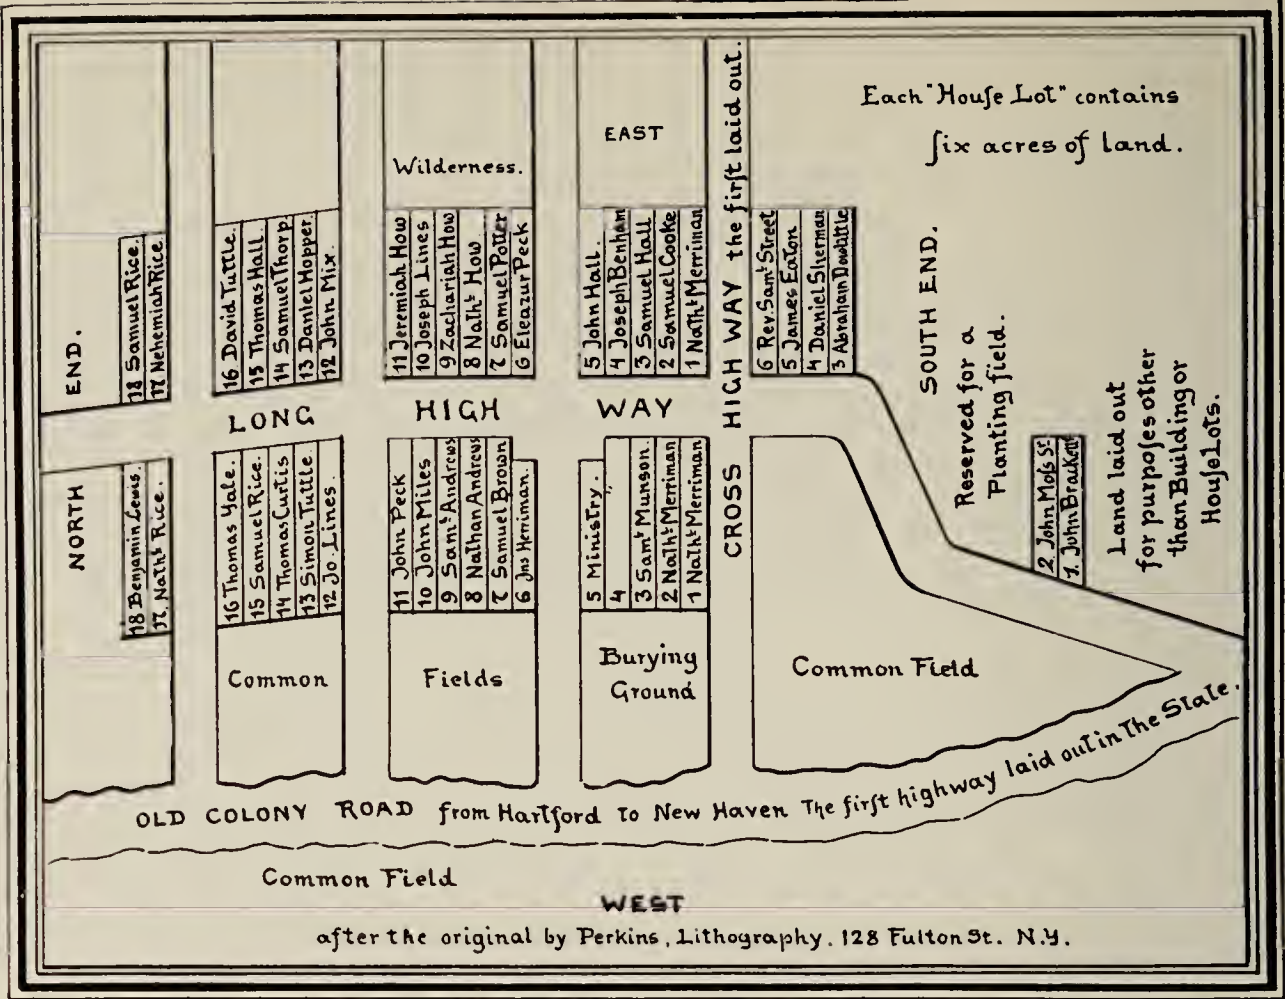 Each "Houſe Lot" contains
ſix acres of land.
EAST
Wilderness.
CROSS HIGH WAY the firſt laid out.
NORTH END.
SOUTH END.
18 Samuel Rice.
17 Nehemiah Rice.
16 David Tuttle.
15 Thomas Hall.
14 Samuel Thorp.
13 Daniel Hopper.
12 John Mix.
11 Jeremiah How
10 Joseph Lines
9 Zachariah How
8 Nathˡ How
7 Samuel Potter
6 Eleazur Peck
5 John Hall.
4 Joseph Benham
3 Samuel Hall
2 Samuel Cooke
1 Nathˡ Merriman
6 Rev. Samˡ Street
5 James Eaton
4 Daniel Sherman
3 Abraham Dowlittle
LONG HIGH WAY
18 Benjamin Lewis.
17. Nathˡ Rice.
16 Thomas Yale.
15 Samuel Rice.
14 Thomas Curtis
13 Simon Tuttle.
12 Jo. Lines.
11 John Peck
10 John Miles
9 Samˡ Andrews
8 Nathan Andrews
7 Samuel Brown
6 Jns Merriman.
5 Ministry.
4 "
3 Samˡ Munson
2 Nathˡ Merriman
1 Nathˡ Merriman
Reserved for a
Planting field.
2. John Moſs Sr
1. John Brackett
Land laid out
for purpoſes other
than Building or
Houſe Lots.
Common Fields
Burying
Ground
Common Field
OLD COLONY ROAD from Hartford To New Haven The firſt highway laid out in The State.
Common Field
WEST
after the original by Perkins, Lithography. 128 Fulton St. N.Y.